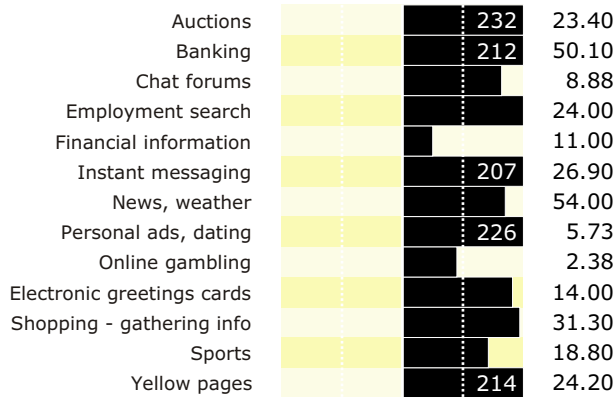 Auctions 232 23.40
Banking 212 50.10
Chat forums 8.88
Employment search 24.00
Financial information 11.00
Instant messaging 207 26.90
News, weather 54.00
Personal ads, dating 226 5.73
Online gambling 2.38
Electronic greetings cards 14.00
Shopping - gathering info 31.30
Sports 18.80
Yellow pages 214 24.20